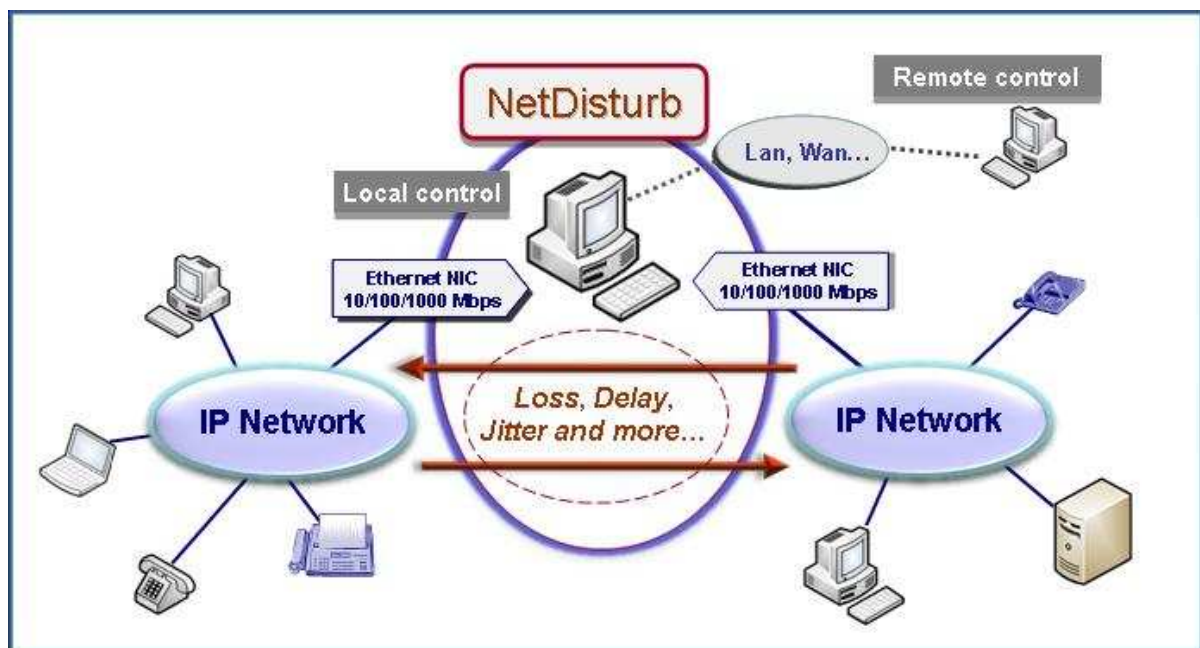 NetDisturb
Remote control
Lan, Wan...
Local control
Ethernet NIC
10/100/1000 Mbps
Ethernet NIC
10/100/1000 Mbps
IP Network
Loss, Delay,
Jitter and more...
IP Network